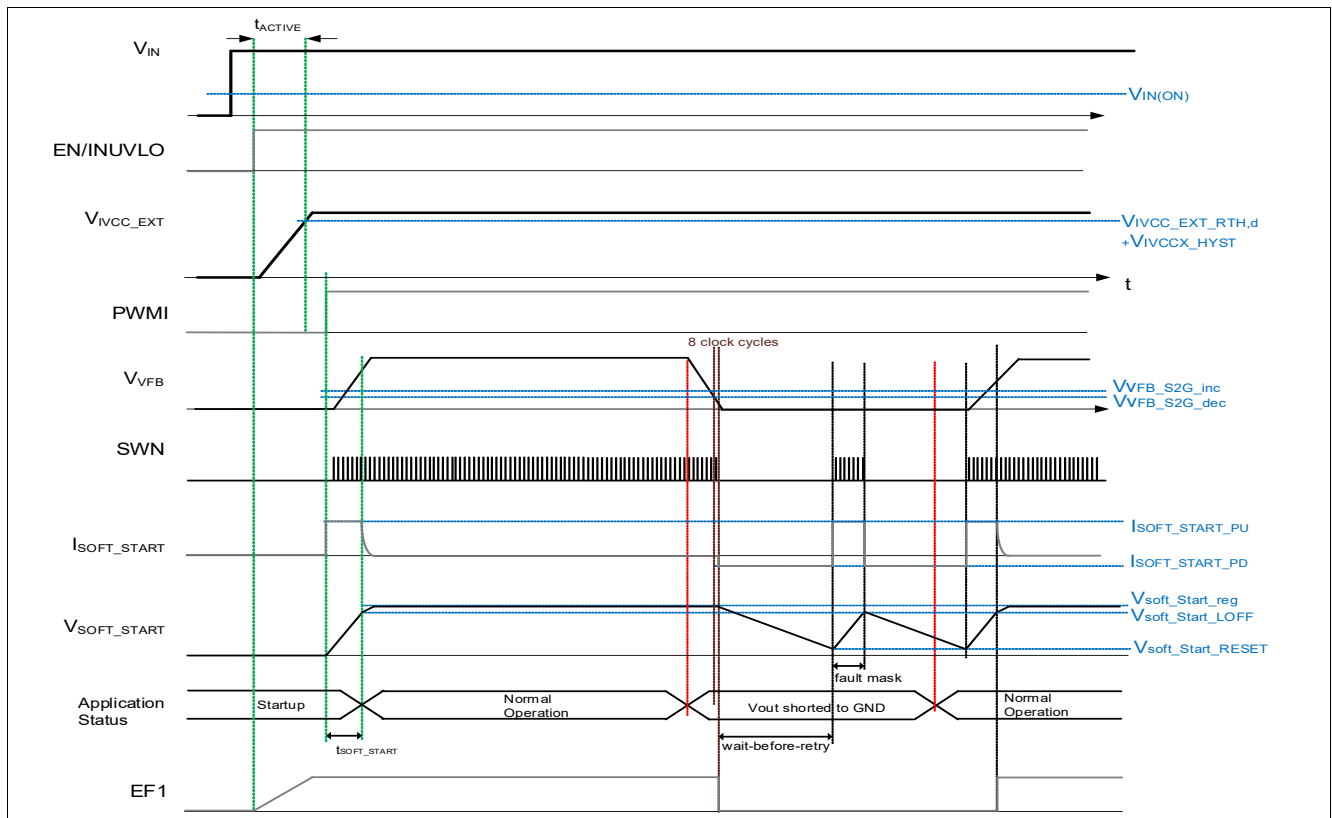 tACTIVE
VIN
VIN(ON)
EN/INUVLO
VIVCC_EXT
VIVCC_EXT_RTH,d
+VIVCCX_HYST
t
PWMI
8 clock cycles
VVFB
VVFB_S2G_inc
VVFB_S2G_dec
SWN
ISOFT_START
ISOFT_START_PU
ISOFT_START_PD
VSOFT_START
Vsoft_Start_reg
Vsoft_Start_LOFF
Vsoft_Start_RESET
fault mask
Application
Status
Startup
Normal
Operation
Vout shorted to GND
Normal
Operation
tSOFT_START
wait-before-retry
EF1